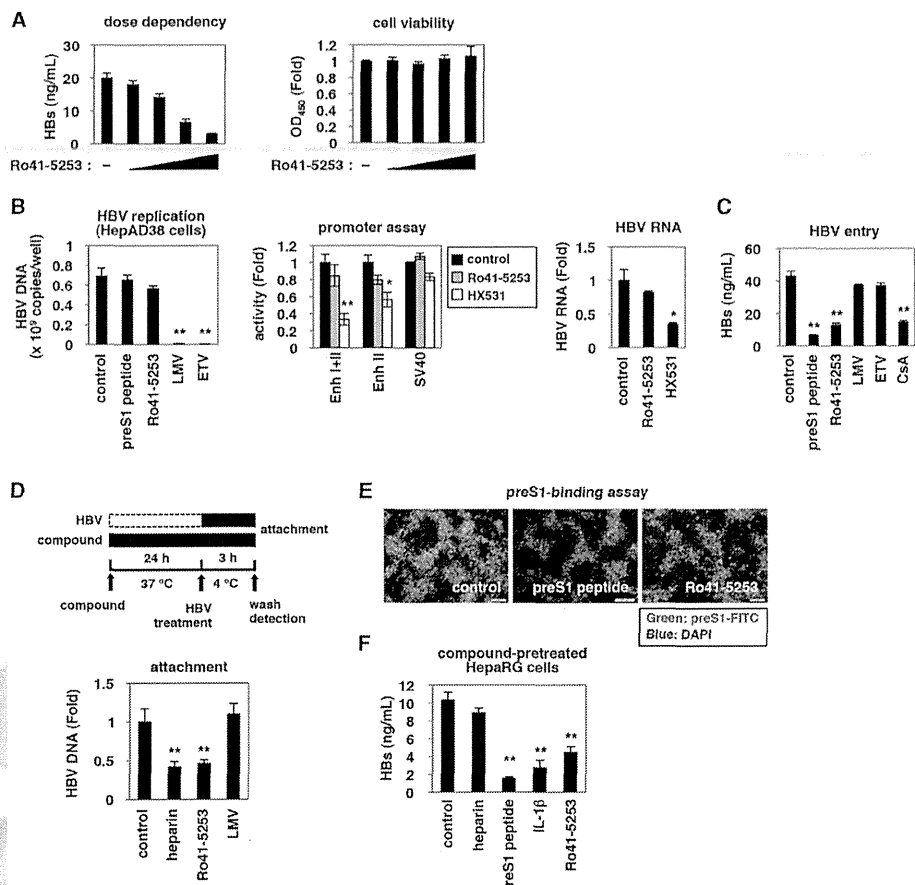 A
dose dependency
HBs (ng/mL)
30
20
10
0
Ro41-5253 : –
cell viability
OD450 (Fold)
1.2
1
0.8
0.6
0.4
0.2
0
Ro41-5253 : –
B
HBV replication
(HepAD38 cells)
HBV DNA
(x 10⁹ copies/well)
1
0.8
0.6
0.4
0.2
0
** **
control
preS1 peptide
Ro41-5253
LMV
ETV
promoter assay
activity (Fold)
1.2
1
0.8
0.6
0.4
0.2
0
**
*
Enh I+II
Enh II
SV40
control
Ro41-5253
HX531
HBV RNA
HBV RNA (Fold)
1.5
1
0.5
0
*
control
Ro41-5253
HX531
C
HBV entry
HBs (ng/mL)
60
40
20
0
** ** **
control
preS1 peptide
Ro41-5253
LMV
ETV
CsA
D
HBV
compound
attachment
24 h
3 h
37 °C
4 °C
compound
HBV
treatment
wash
detection
attachment
HBV DNA (Fold)
1.5
1
0.5
0
** **
control
heparin
Ro41-5253
LMV
E
preS1-binding assay
control
preS1 peptide
Ro41-5253
Green: preS1-FITC
Blue: DAPI
F
compound-pretreated
HepaRG cells
HBs (ng/mL)
12
10
8
6
4
2
0
** ** **
control
heparin
preS1 peptide
IL-1β
Ro41-5253